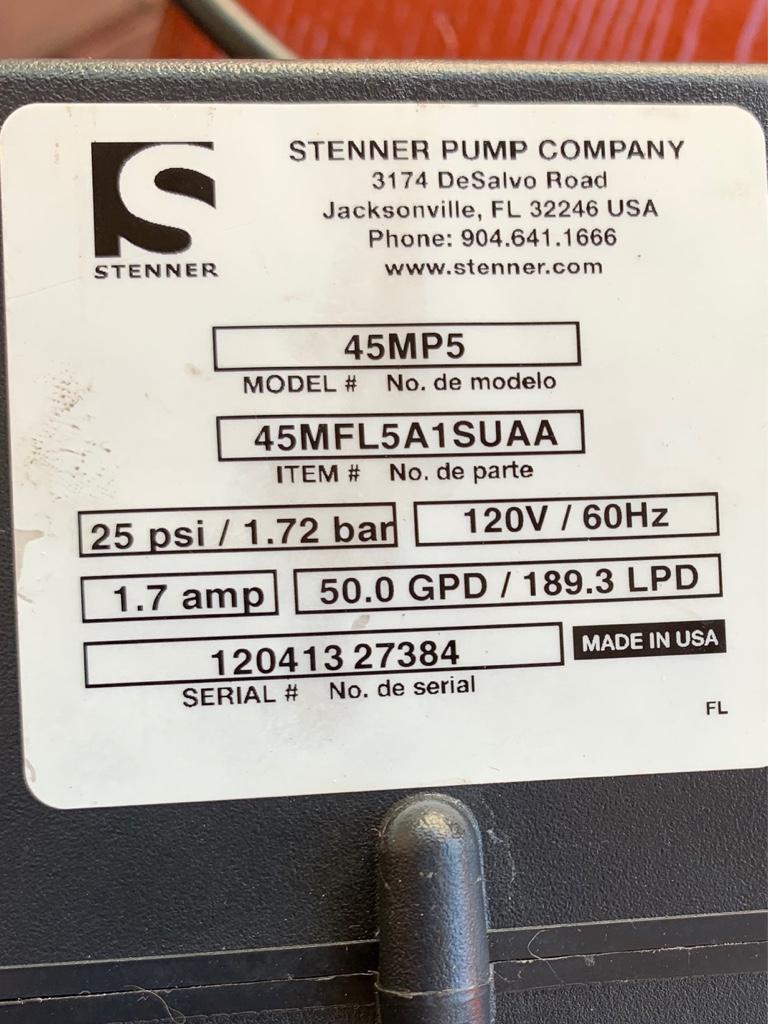 S
STENNER
STENNER PUMP COMPANY
3174 DeSalvo Road
Jacksonville, FL 32246 USA
Phone: 904.641.1666
www.stenner.com
45MP5
MODEL # No. de modelo
45MFL5A1SUAA
ITEM # No. de parte
25 psi / 1.72 bar 120V / 60Hz
1.7 amp 50.0 GPD / 189.3 LPD
120413 27384 MADE IN USA
SERIAL # No. de serial
FL